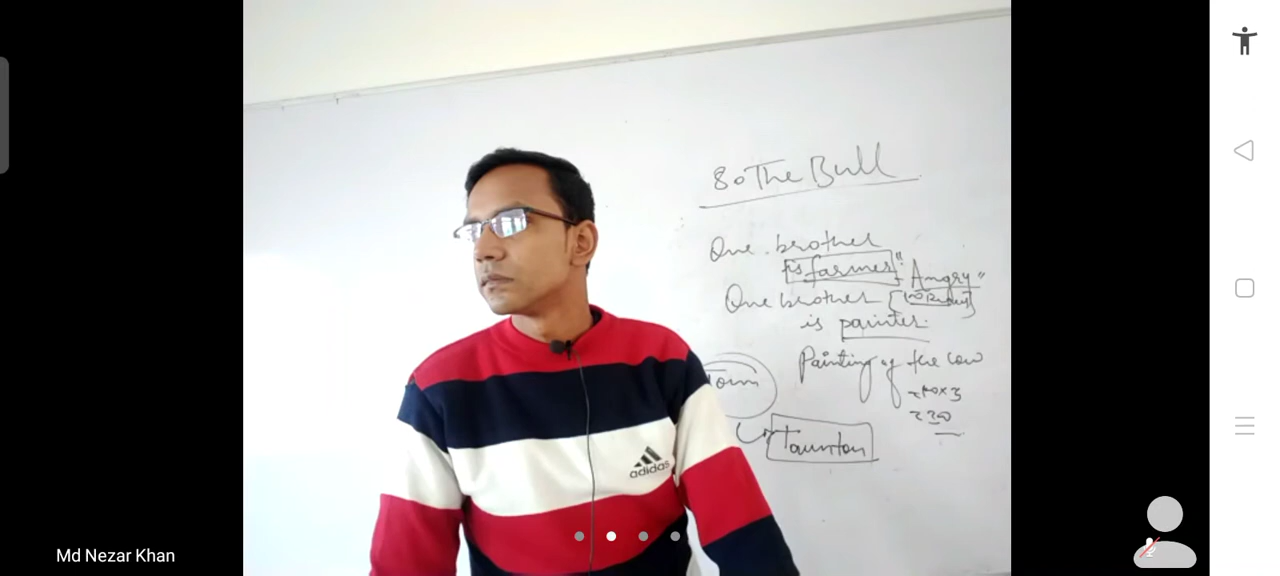 8. The Bull
One brother
is farmer "Angry"
One brother
is painter.
Painting of the cow
Town
Taunton
adidas
Md Nezar Khan